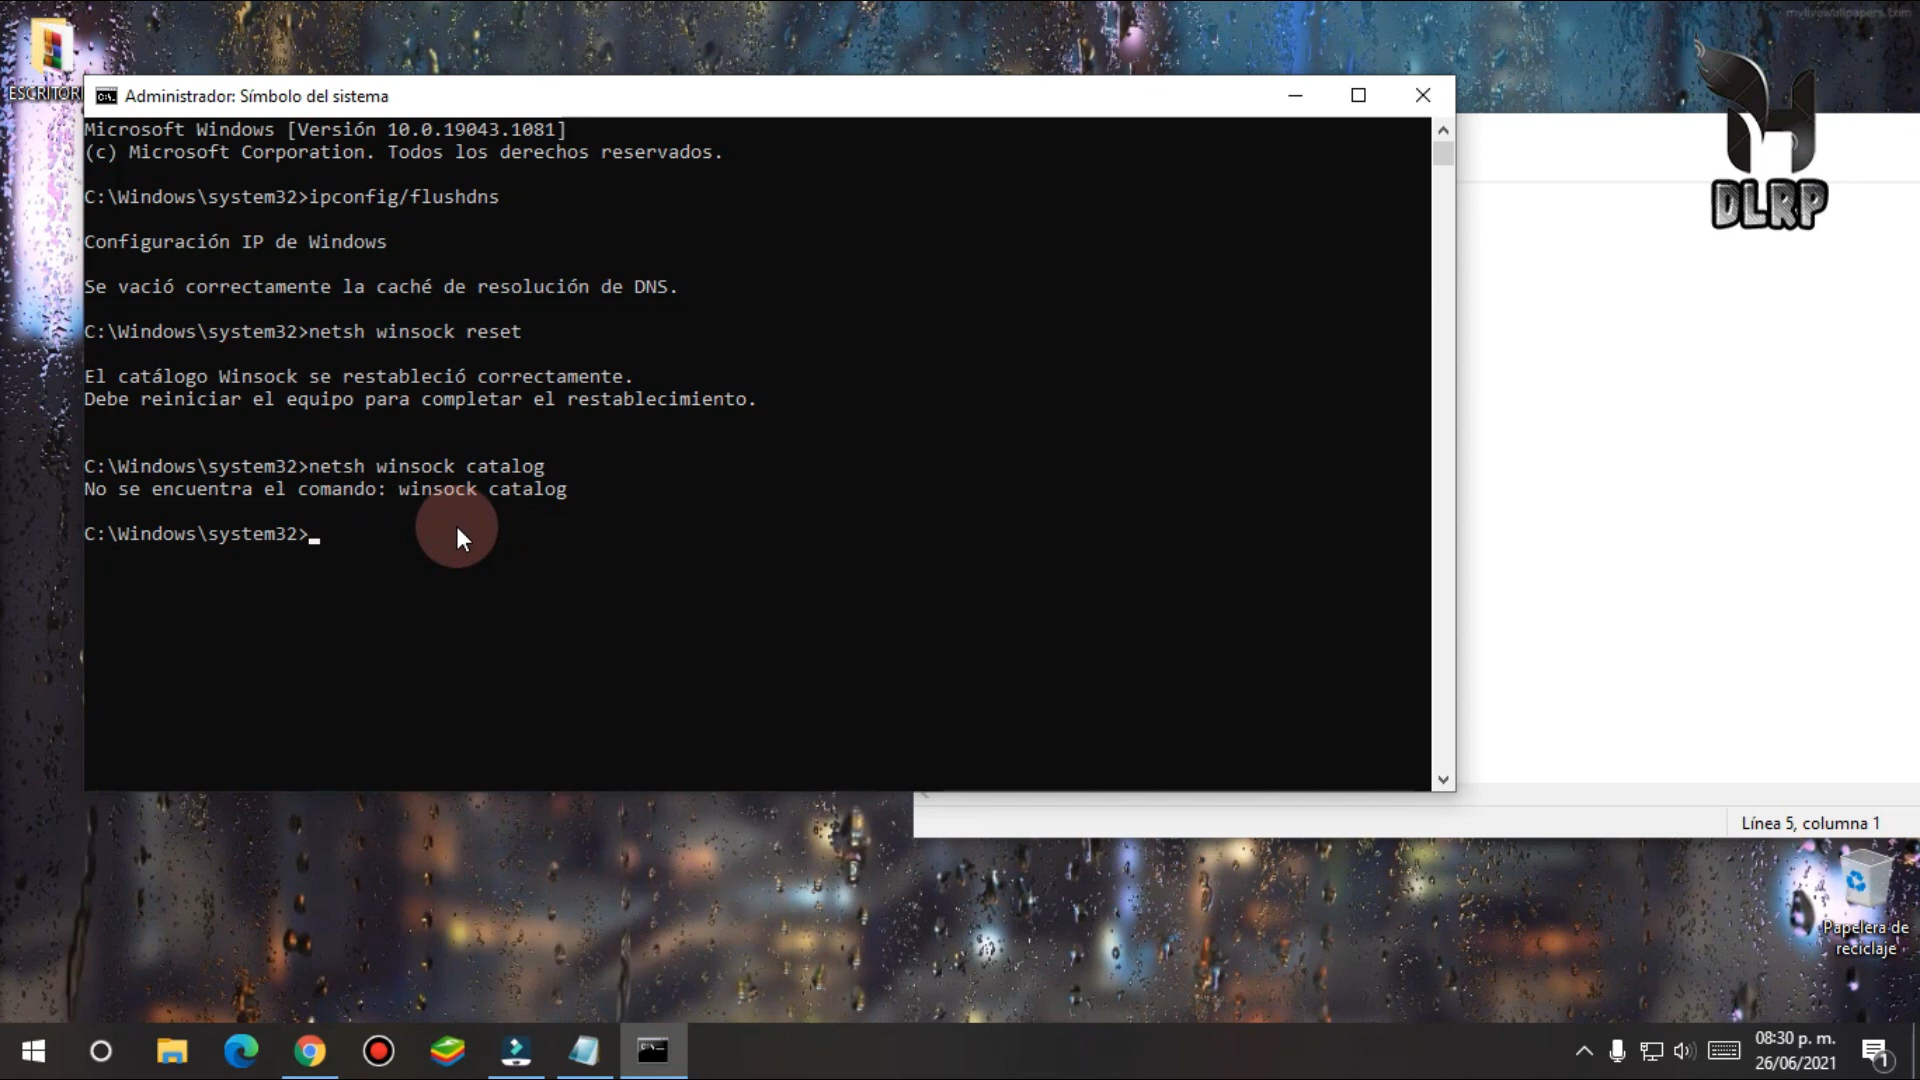 mylivewallpapers.com
ESCRITOR
Administrador: Símbolo del sistema
Microsoft Windows [Versión 10.0.19043.1081]
(c) Microsoft Corporation. Todos los derechos reservados.
C:\Windows\system32>ipconfig/flushdns
Configuración IP de Windows
Se vació correctamente la caché de resolución de DNS.
C:\Windows\system32>netsh winsock reset
El catálogo Winsock se restableció correctamente.
Debe reiniciar el equipo para completar el restablecimiento.
C:\Windows\system32>netsh winsock catalog
No se encuentra el comando: winsock catalog
C:\Windows\system32>
DLRP
Línea 5, columna 1
Papelera de
reciclaje
08:30 p. m.
26/06/2021
1